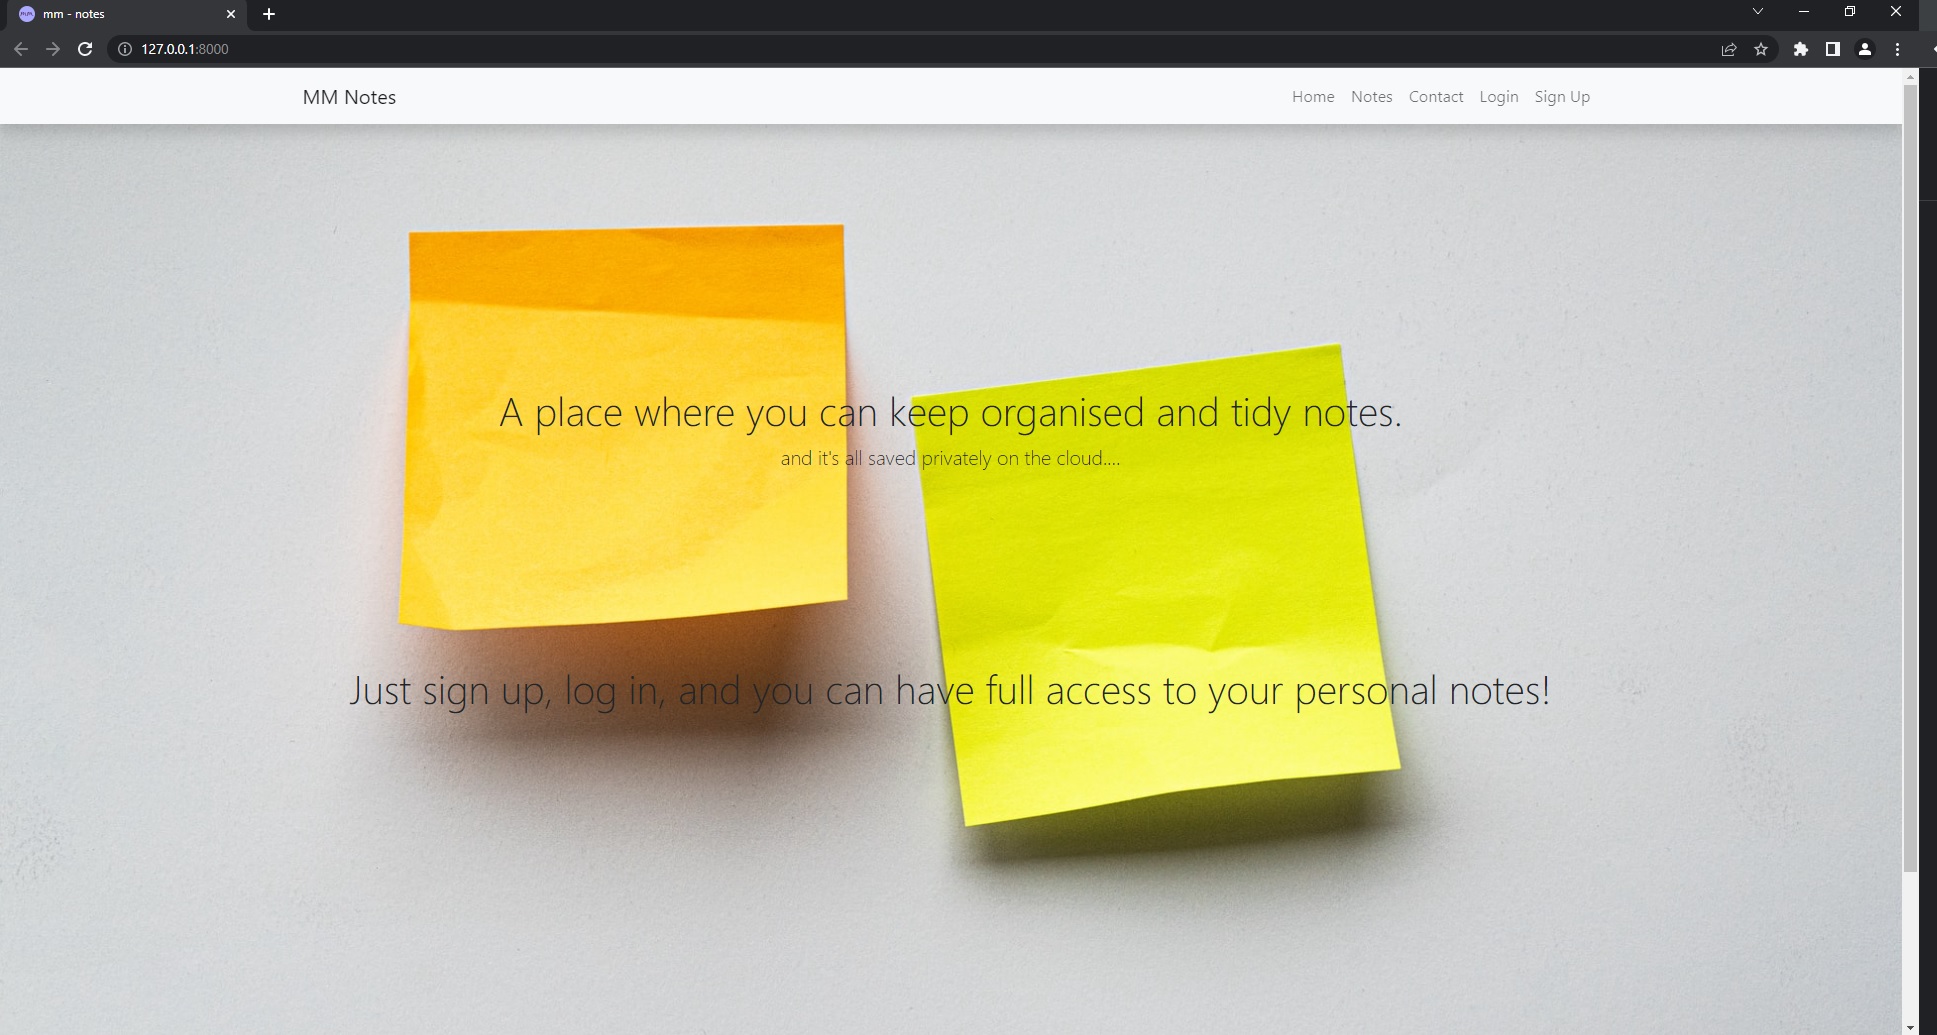 mm - notes
127.0.0.1:8000
MM Notes
Home Notes Contact Login Sign Up
A place where you can keep organised and tidy notes.
and it's all saved privately on the cloud....
Just sign up, log in, and you can have full access to your personal notes!